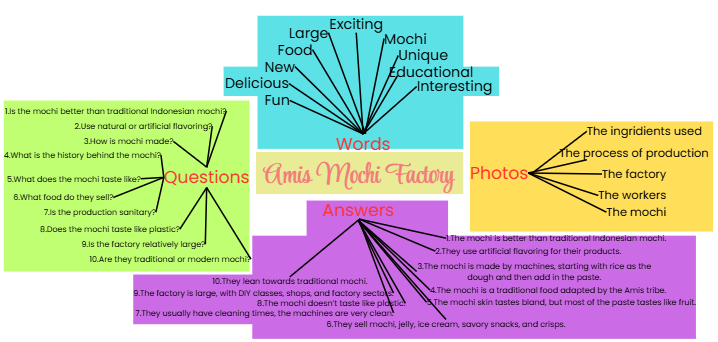 Exciting
Large
Mochi
Food
Unique
New
Educational
Delicious
Interesting
Fun
Words
Amis Mochi Factory
Questions
1.Is the mochi better than traditional Indonesian mochi?
2.Use natural or artificial flavoring?
3.How is mochi made?
4.What is the history behind the mochi?
5.What does the mochi taste like?
6.What food do they sell?
7.Is the production sanitary?
8.Does the mochi taste like plastic?
9.Is the factory relatively large?
10.Are they traditional or modern mochi?
Photos
The ingridients used
The process of production
The factory
The workers
The mochi
Answers
1.The mochi is better than traditional Indonesian mochi.
2.They use artificial flavoring for their products.
3.The mochi is made by machines, starting with rice as the
dough and then add in the paste.
4.The mochi is a traditional food adapted by the Amis tribe.
5.The mochi skin tastes bland, but most of the paste tastes like fruit.
6.They sell mochi, jelly, ice cream, savory snacks, and crisps.
7.They usually have cleaning times, the machines are very clean.
8.The mochi doesn't taste like plastic.
9.The factory is large, with DIY classes, shops, and factory sectors.
10.They lean towards traditional mochi.